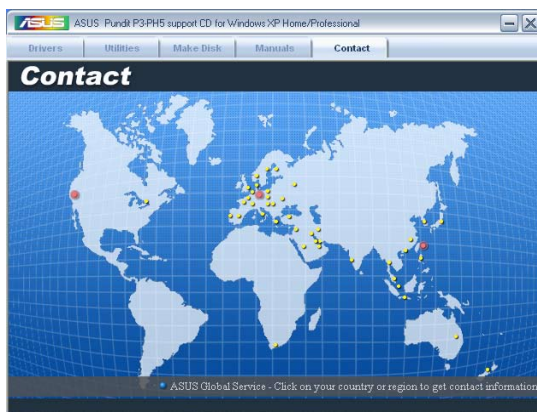 ASUS ASUS Pundit P3-PH5 support CD for Windows XP Home/Professional
Drivers Utilities Make Disk Manuals Contact
Contact
ASUS Global Service - Click on your country or region to get contact information